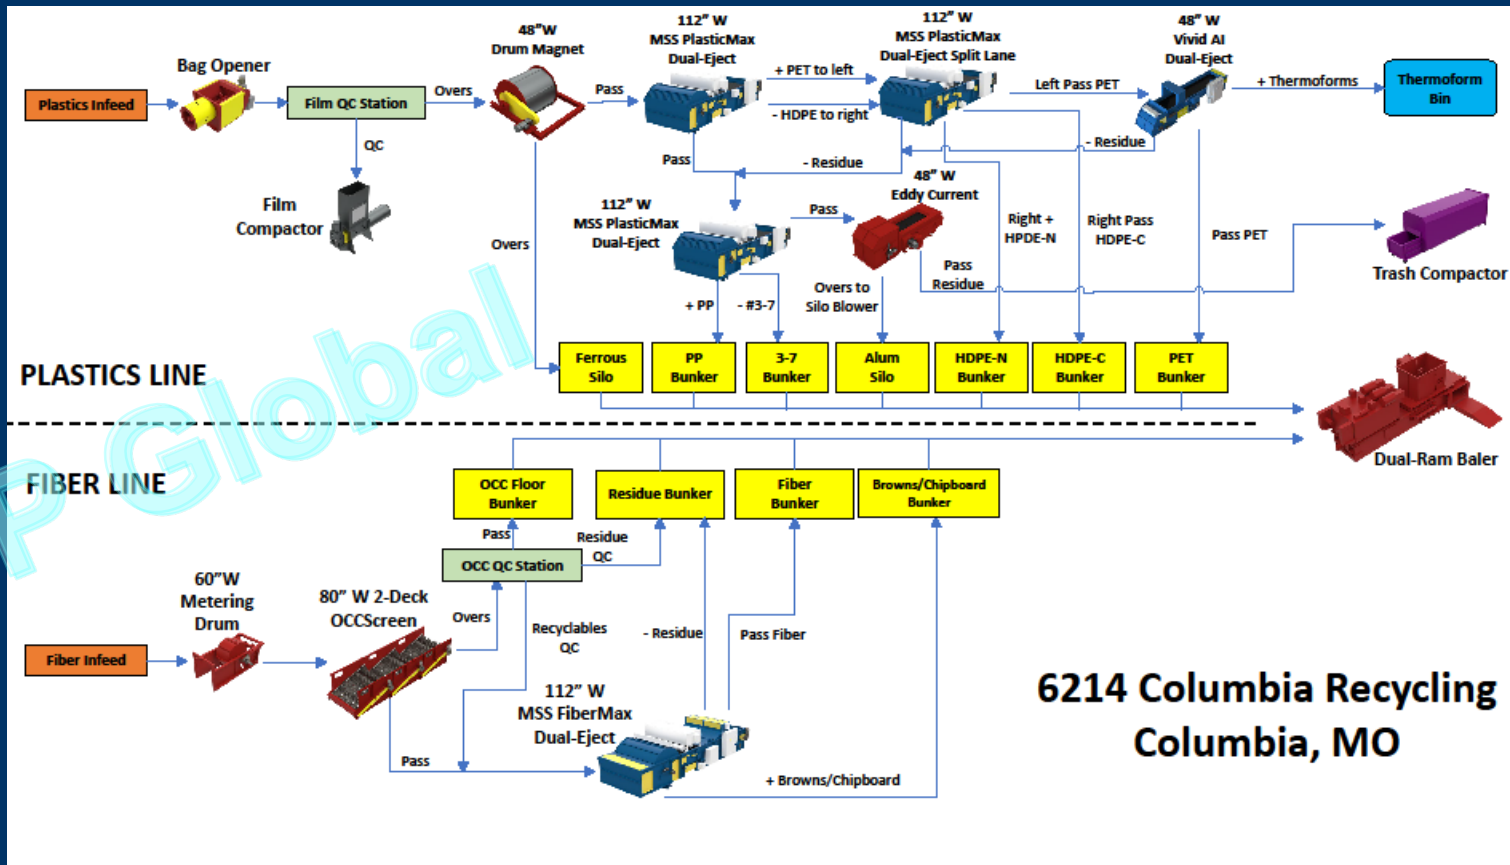 112” W
MSS PlasticMax
Dual-Eject
112” W
MSS PlasticMax
Dual-Eject Split Lane
48” W
Vivid AI
Dual-Eject
48”W
Drum Magnet
Bag Opener
+ PET to left
Left Pass PET
+ Thermoforms
Thermoform
Bin
Plastics Infeed
Film QC Station
Overs
Pass
- HDPE to right
QC
Pass
- Residue
- Residue
48” W
Eddy Current
Film
Compactor
112” W
MSS PlasticMax
Dual-Eject
Pass
Right +
HPDE-N
Right Pass
HDPE-C
Pass PET
Overs
Pass
Residue
Trash Compactor
Overs to
Silo Blower
+ PP
- #3-7
PLASTICS LINE
Ferrous
Silo
PP
Bunker
3-7
Bunker
Alum
Silo
HDPE-N
Bunker
HDPE-C
Bunker
PET
Bunker
Dual-Ram Baler
P Global
FIBER LINE
OCC Floor
Bunker
Residue Bunker
Fiber
Bunker
Browns/Chipboard
Bunker
Pass
Residue
QC
OCC QC Station
60”W
Metering
Drum
80” W 2-Deck
OCCScreen
Overs
Recyclables
QC
- Residue
Pass Fiber
Fiber Infeed
112” W
MSS FiberMax
Dual-Eject
Pass
+ Browns/Chipboard
6214 Columbia Recycling
Columbia, MO